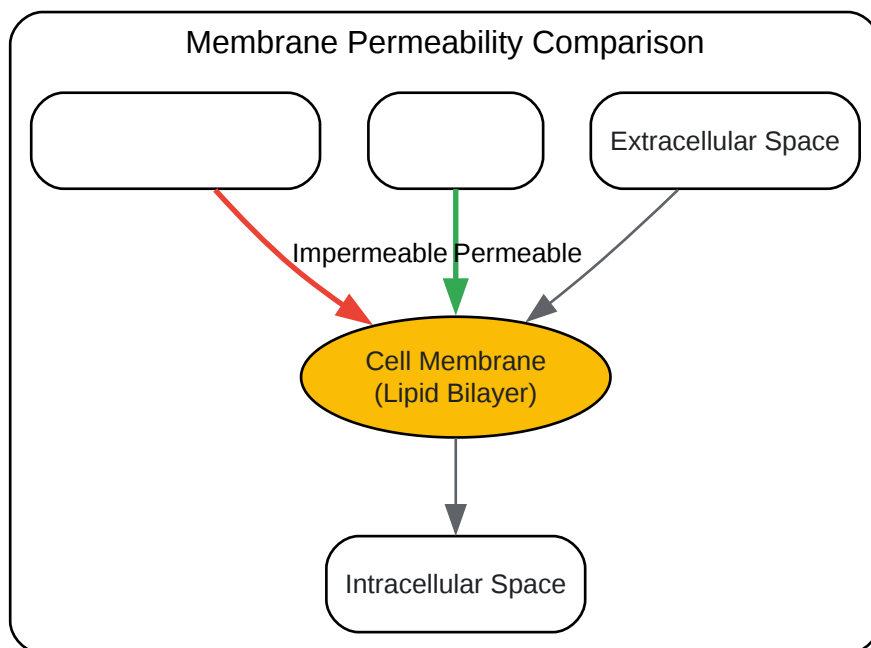 Membrane Permeability Comparison
Extracellular Space
Impermeable
Permeable
Cell Membrane
(Lipid Bilayer)
Intracellular Space